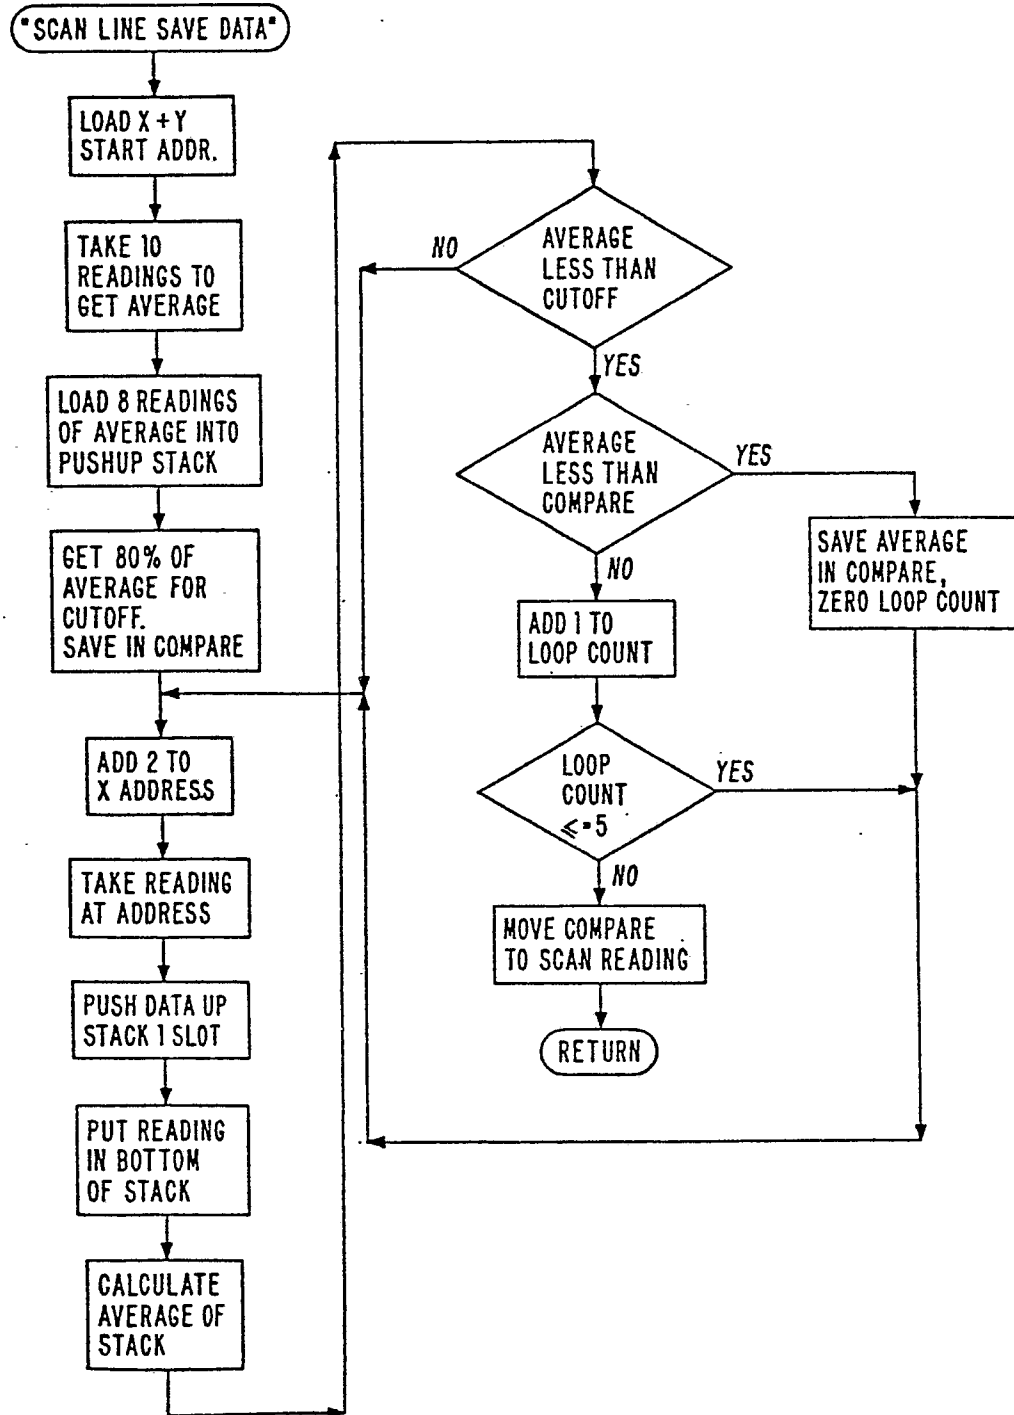 "SCAN LINE SAVE DATA"
LOAD X + Y
START ADDR.
TAKE 10
READINGS TO
GET AVERAGE
LOAD 8 READINGS
OF AVERAGE INTO
PUSHUP STACK
GET 80% OF
AVERAGE FOR
CUTOFF.
SAVE IN COMPARE
ADD 2 TO
X ADDRESS
TAKE READING
AT ADDRESS
PUSH DATA UP
STACK 1 SLOT
PUT READING
IN BOTTOM
OF STACK
CALCULATE
AVERAGE OF
STACK
AVERAGE
LESS THAN
CUTOFF
NO
YES
AVERAGE
LESS THAN
COMPARE
YES
NO
SAVE AVERAGE
IN COMPARE,
ZERO LOOP COUNT
ADD 1 TO
LOOP COUNT
LOOP
COUNT
≤=5
YES
NO
MOVE COMPARE
TO SCAN READING
RETURN